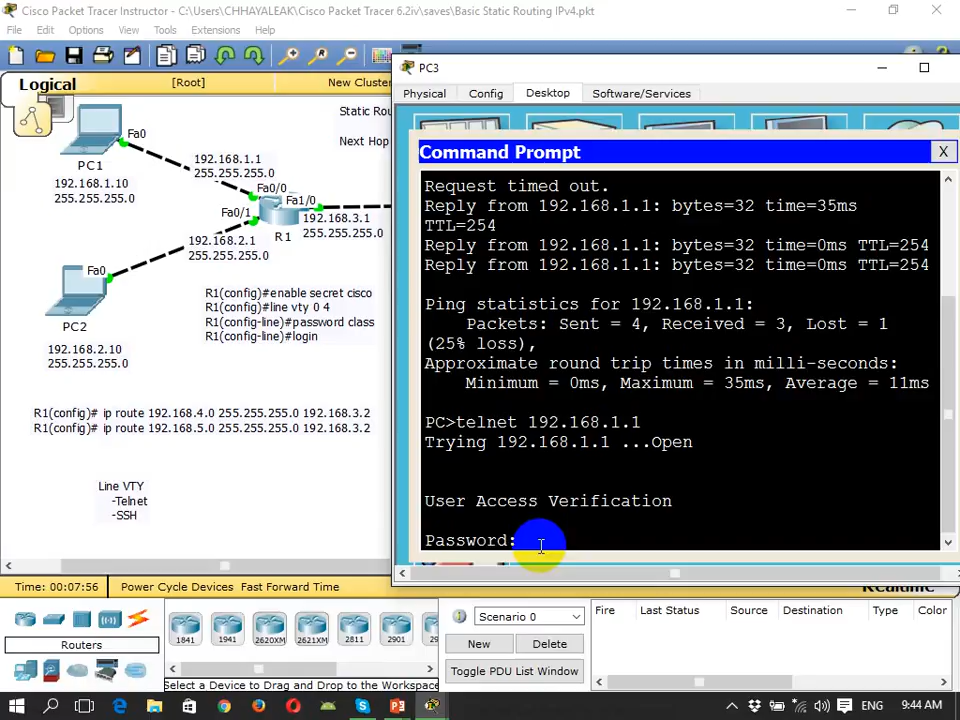 Cisco Packet Tracer Instructor - C:\Users\CHHAYALEAK\Cisco Packet Tracer 6.2iv\saves\Basic Static Routing IPv4.pkt
File Edit Options View Tools Extensions Help
Logical [Root] New Cluster
Static Rou
Next Hop
PC1
Fa0
192.168.1.10
255.255.255.0
192.168.1.1
255.255.255.0
Fa0/0
Fa1/0
Fa0/1
R1
192.168.3.1
255.255.255.0
192.168.2.1
255.255.255.0
Fa0
PC2
192.168.2.10
255.255.255.0
R1(config)#enable secret cisco
R1(config)#line vty 0 4
R1(config-line)#password class
R1(config-line)#login
R1(config)# ip route 192.168.4.0 255.255.255.0 192.168.3.2
R1(config)# ip route 192.168.5.0 255.255.255.0 192.168.3.2
Line VTY
-Telnet
-SSH
PC3
Physical Config Desktop Software/Services
Command Prompt X
Request timed out.
Reply from 192.168.1.1: bytes=32 time=35ms
TTL=254
Reply from 192.168.1.1: bytes=32 time=0ms TTL=254
Reply from 192.168.1.1: bytes=32 time=0ms TTL=254
Ping statistics for 192.168.1.1:
Packets: Sent = 4, Received = 3, Lost = 1
(25% loss),
Approximate round trip times in milli-seconds:
Minimum = 0ms, Maximum = 35ms, Average = 11ms
PC>telnet 192.168.1.1
Trying 192.168.1.1 ...Open
User Access Verification
Password:
Time: 00:07:56 Power Cycle Devices Fast Forward Time Realtime
Routers
1841 1941 2620XM 2621XM 2811 2901 29
Select a Device to Drag and Drop to the Workspace
Scenario 0
New Delete
Toggle PDU List Window
Fire Last Status Source Destination Type Color
ENG 9:44 AM